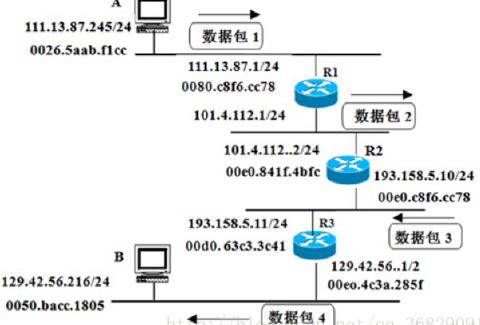 A
111.13.87.245/24
0026.5aab.f1cc
数据包 1
111.13.87.1/24
0080.c8f6.cc78
R1
101.4.112.1/24
数据包 2
101.4.112..2/24
00e0.841f.4bfc
R2
193.158.5.10/24
00e0.c8f6.cc78
193.158.5.11/24
00d0.63c3.3c41
R3
数据包 3
B
129.42.56.216/24
0050.bacc.1805
129.42.56..1/2
00eo.4c3a.285f
数据包 4